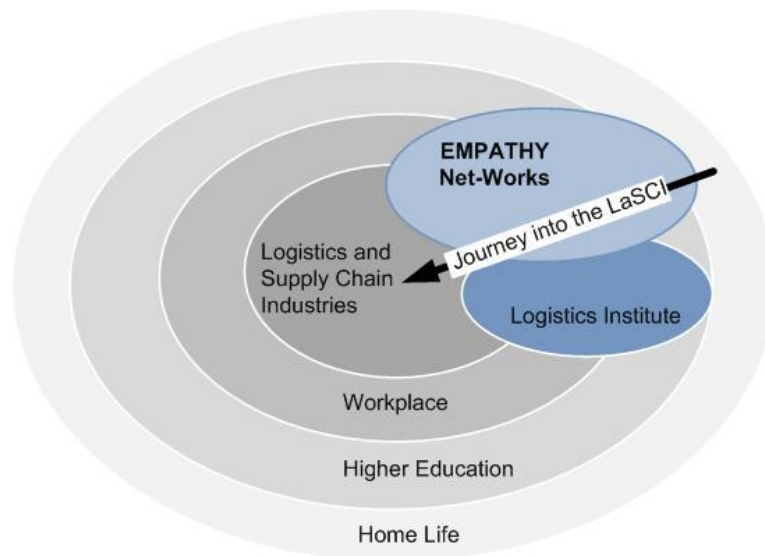 EMPATHY
Net-Works
Journey into the LaSCI
Logistics and
Supply Chain
Industries
Logistics Institute
Workplace
Higher Education
Home Life